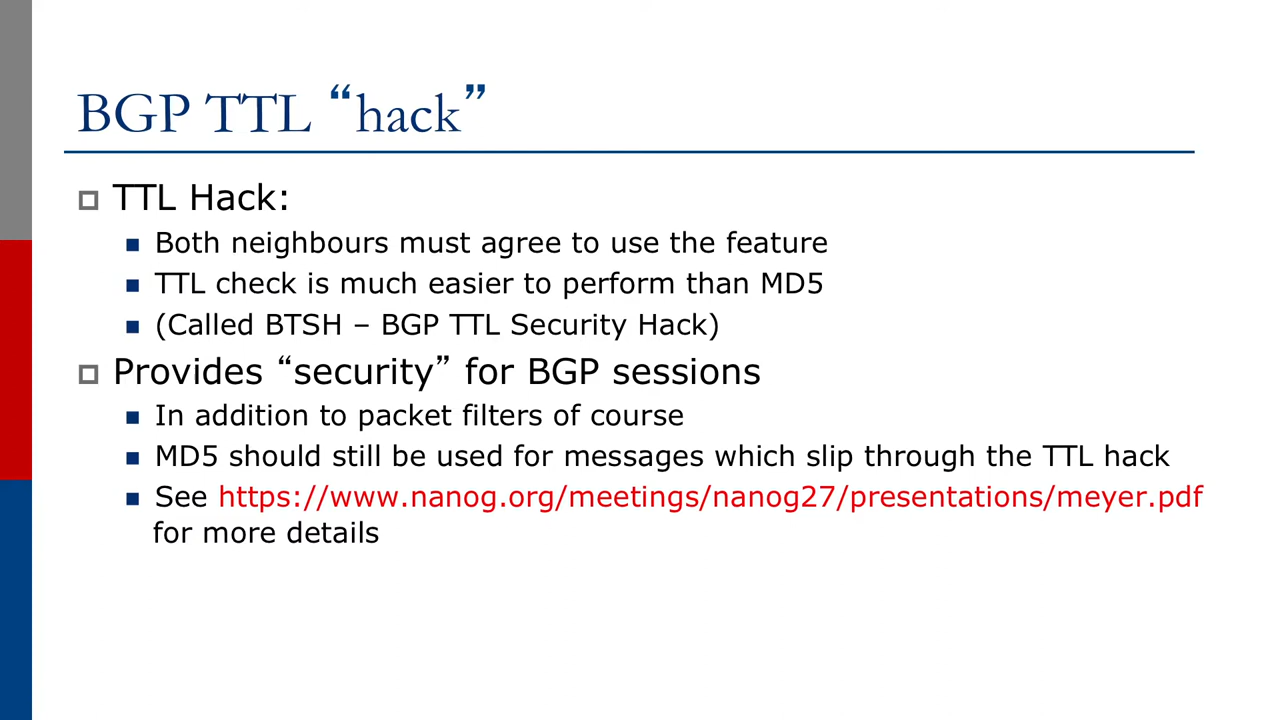 BGP TTL “hack”
TTL Hack:
Both neighbours must agree to use the feature
TTL check is much easier to perform than MD5
(Called BTSH – BGP TTL Security Hack)
Provides “security” for BGP sessions
In addition to packet filters of course
MD5 should still be used for messages which slip through the TTL hack
See https://www.nanog.org/meetings/nanog27/presentations/meyer.pdf
for more details